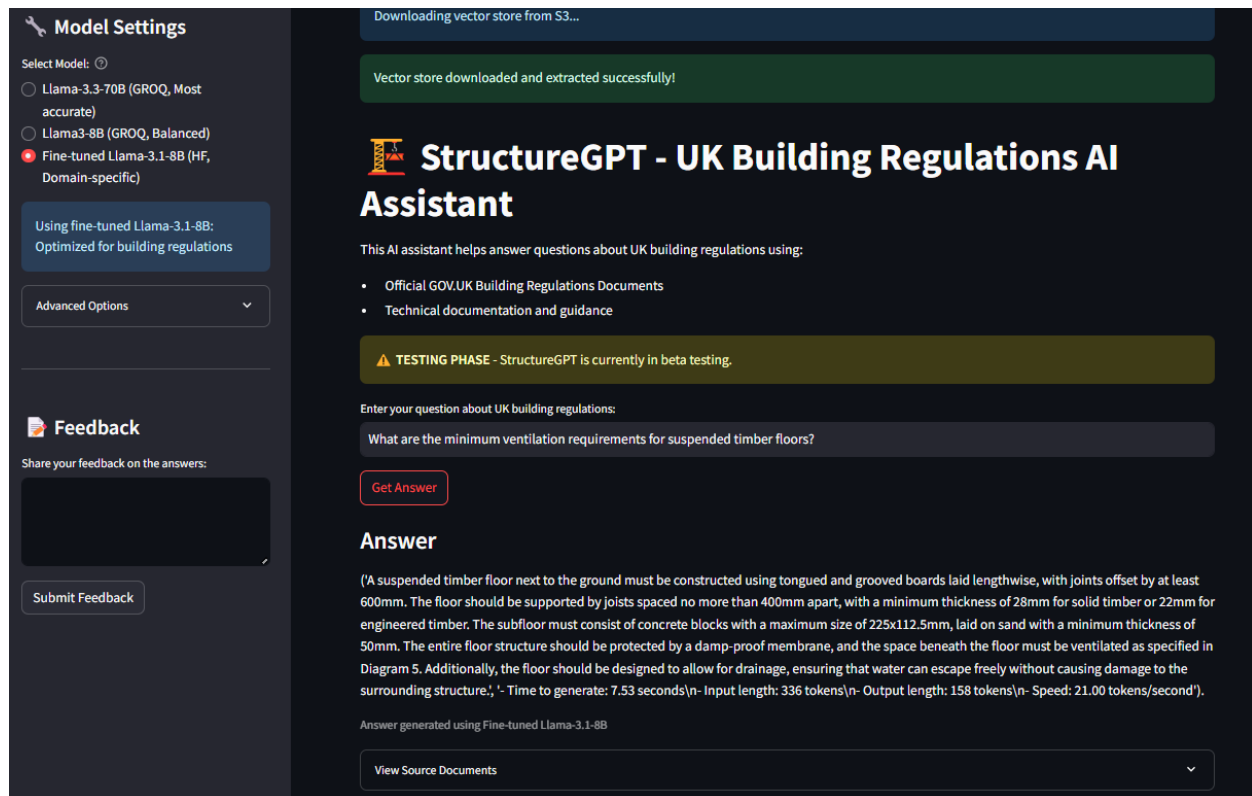 Model Settings
Select Model:
Llama-3.3-70B (GROQ, Most
accurate)
Llama3-8B (GROQ, Balanced)
Fine-tuned Llama-3.1-8B (HF,
Domain-specific)
Using fine-tuned Llama-3.1-8B:
Optimized for building regulations
Advanced Options
Feedback
Share your feedback on the answers:
Submit Feedback
Downloading vector store from S3...
Vector store downloaded and extracted successfully!
StructureGPT - UK Building Regulations AI
Assistant
This AI assistant helps answer questions about UK building regulations using:
• Official GOV.UK Building Regulations Documents
• Technical documentation and guidance
TESTING PHASE - StructureGPT is currently in beta testing.
Enter your question about UK building regulations:
What are the minimum ventilation requirements for suspended timber floors?
Get Answer
Answer
('A suspended timber floor next to the ground must be constructed using tongued and grooved boards laid lengthwise, with joints offset by at least
600mm. The floor should be supported by joists spaced no more than 400mm apart, with a minimum thickness of 28mm for solid timber or 22mm for
engineered timber. The subfloor must consist of concrete blocks with a maximum size of 225x112.5mm, laid on sand with a minimum thickness of
50mm. The entire floor structure should be protected by a damp-proof membrane, and the space beneath the floor must be ventilated as specified in
Diagram 5. Additionally, the floor should be designed to allow for drainage, ensuring that water can escape freely without causing damage to the
surrounding structure.', '- Time to generate: 7.53 seconds\n- Input length: 336 tokens\n- Output length: 158 tokens\n- Speed: 21.00 tokens/second').
Answer generated using Fine-tuned Llama-3.1-8B
View Source Documents